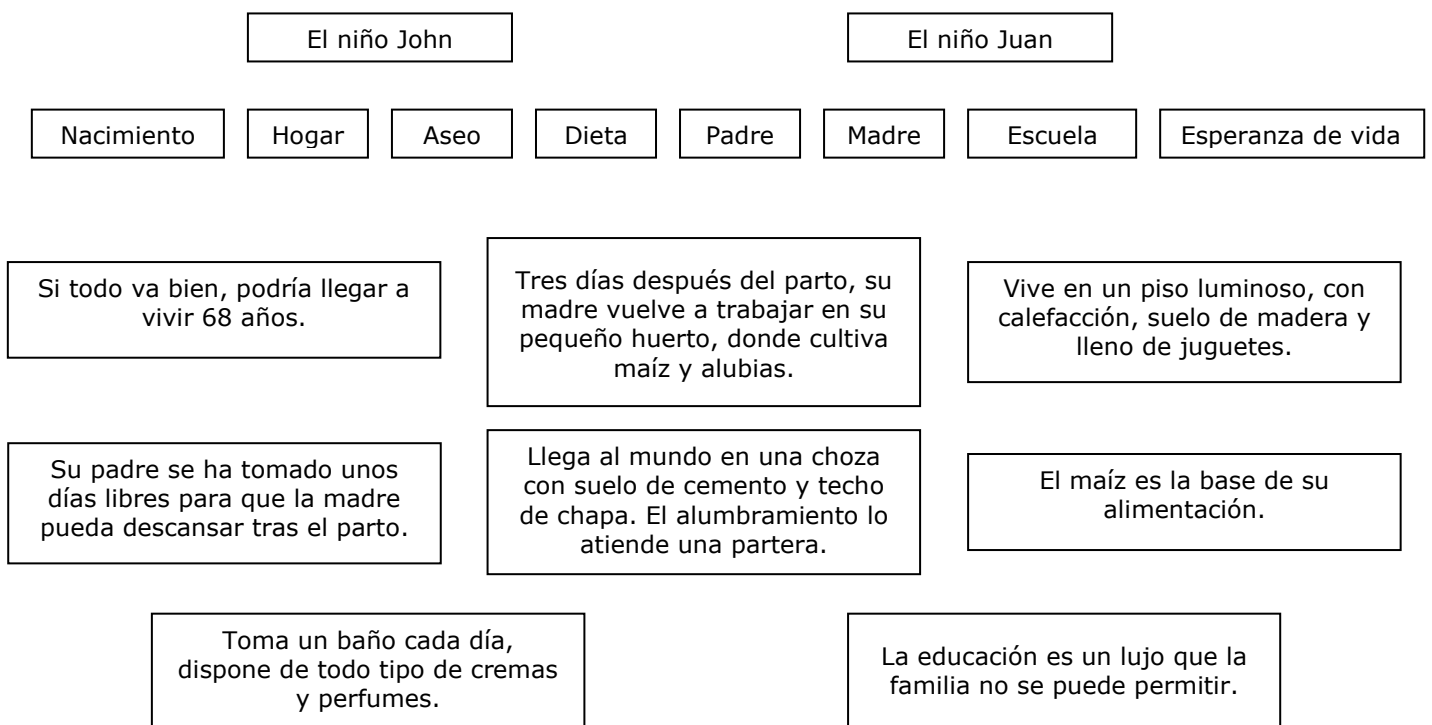 El niño John
El niño Juan
Nacimiento
Hogar
Aseo
Dieta
Padre
Madre
Escuela
Esperanza de vida
Si todo va bien, podría llegar a
vivir 68 años.
Tres días después del parto, su
madre vuelve a trabajar en su
pequeño huerto, donde cultiva
maíz y alubias.
Vive en un piso luminoso, con
calefacción, suelo de madera y
lleno de juguetes.
Su padre se ha tomado unos
días libres para que la madre
pueda descansar tras el parto.
Llega al mundo en una choza
con suelo de cemento y techo
de chapa. El alumbramiento lo
atiende una partera.
El maíz es la base de su
alimentación.
Toma un baño cada día,
dispone de todo tipo de cremas
y perfumes.
La educación es un lujo que la
familia no se puede permitir.